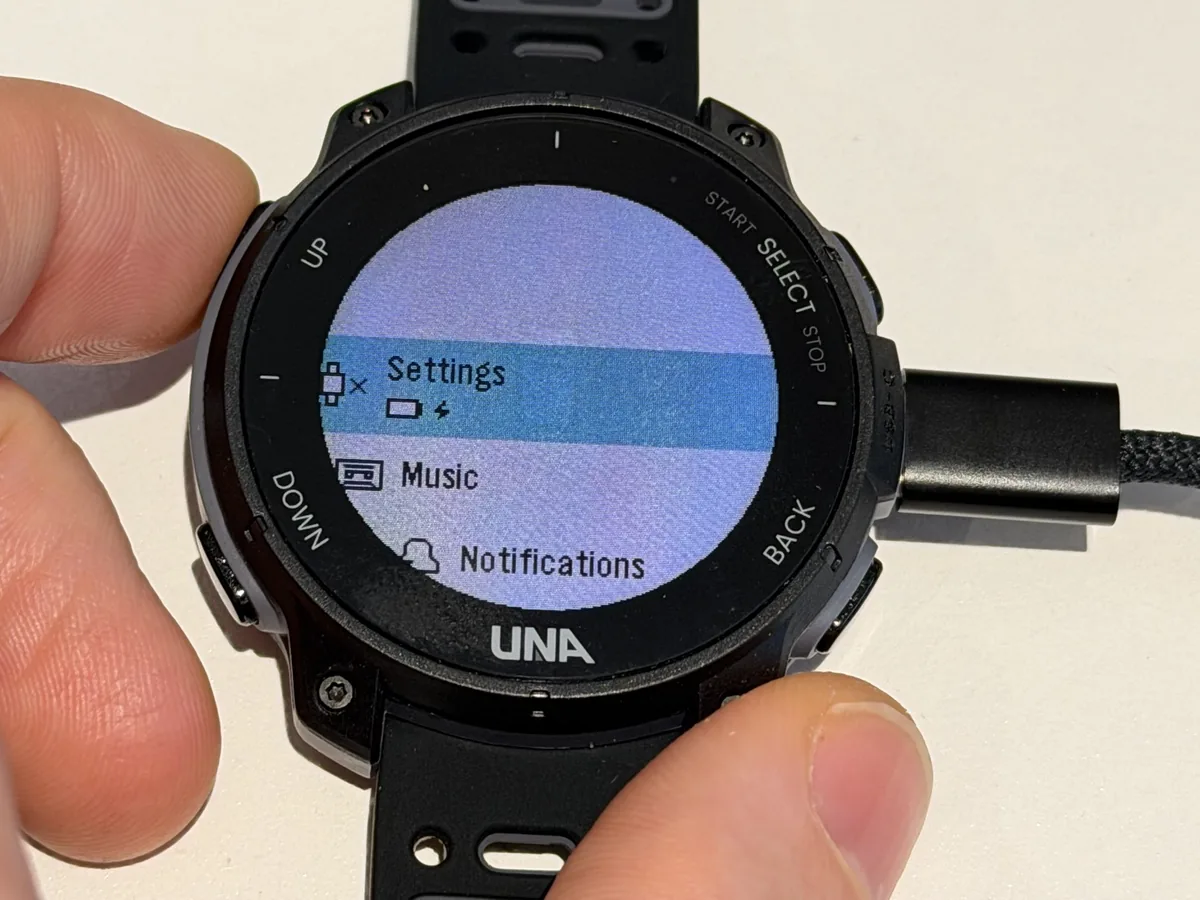 START SELECT STOP
UP
Settings
Music
DOWN
BACK
Notifications
UNA